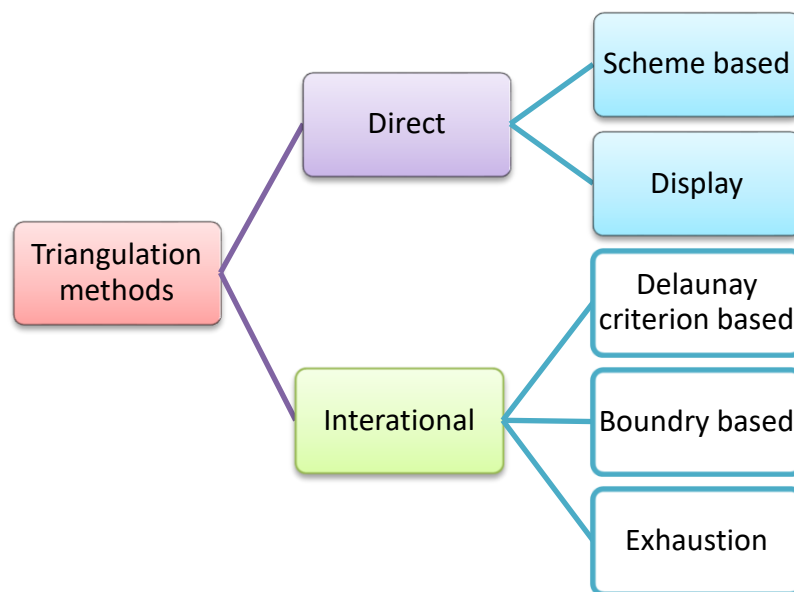 Triangulation
methods
Direct
Scheme based
Display
Interational
Delaunay
criterion based
Boundry based
Exhaustion